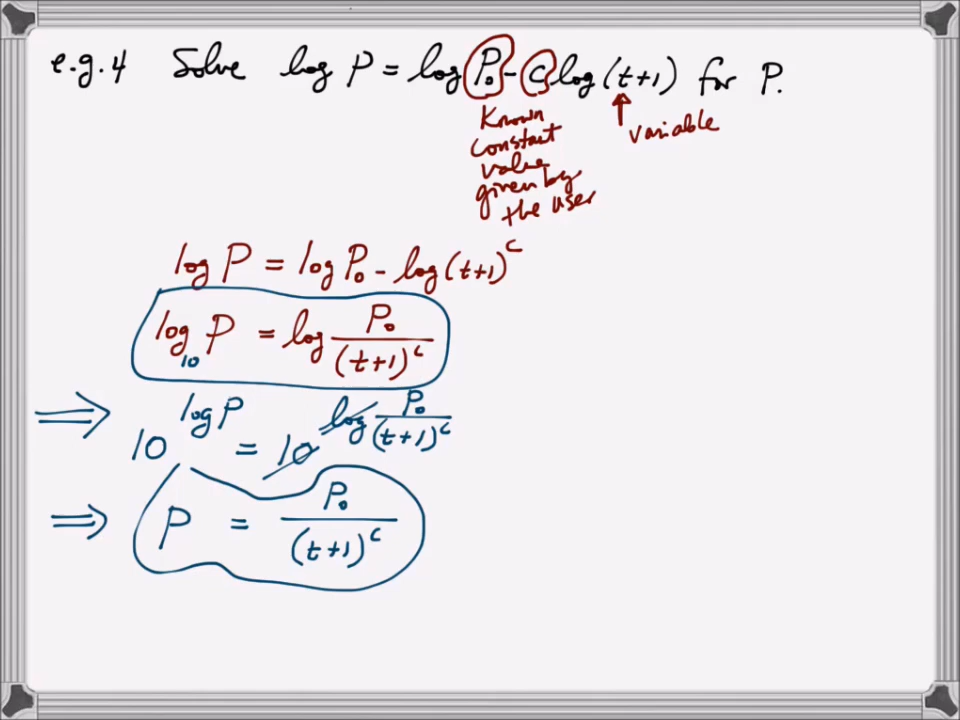 e.g.4 Solve log P = log P₀ - c log (t+1) for P.
Known
constant
value
given by
the user
variable
log P = log P₀ - log (t+1)^c
log₁₀ P = log P₀/(t+1)^c
⟹ 10^(log P) = 10^(log P₀/(t+1)^c)
⟹ P = P₀/(t+1)^c